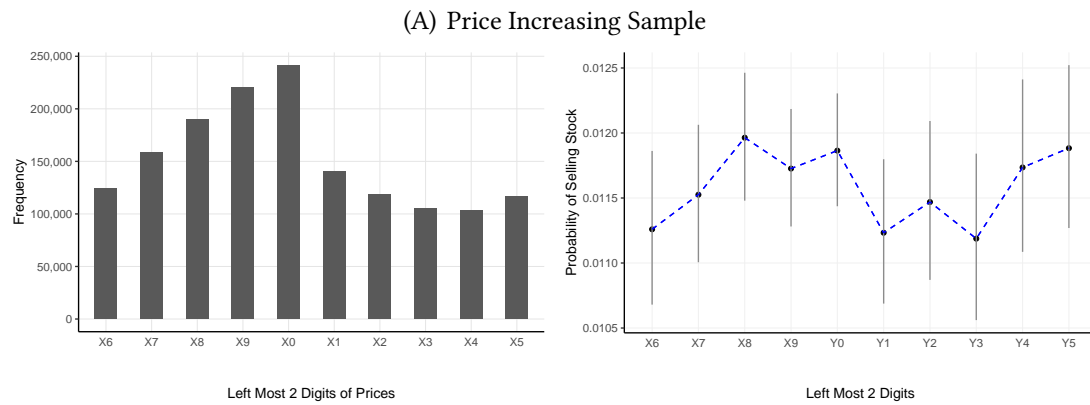 (A) Price Increasing Sample
Frequency
250,000
200,000
150,000
100,000
50,000
0
X6 X7 X8 X9 X0 X1 X2 X3 X4 X5
Left Most 2 Digits of Prices
Probability of Selling Stock
0.0125
0.0120
0.0115
0.0110
0.0105
X6 X7 X8 X9 Y0 Y1 Y2 Y3 Y4 Y5
Left Most 2 Digits